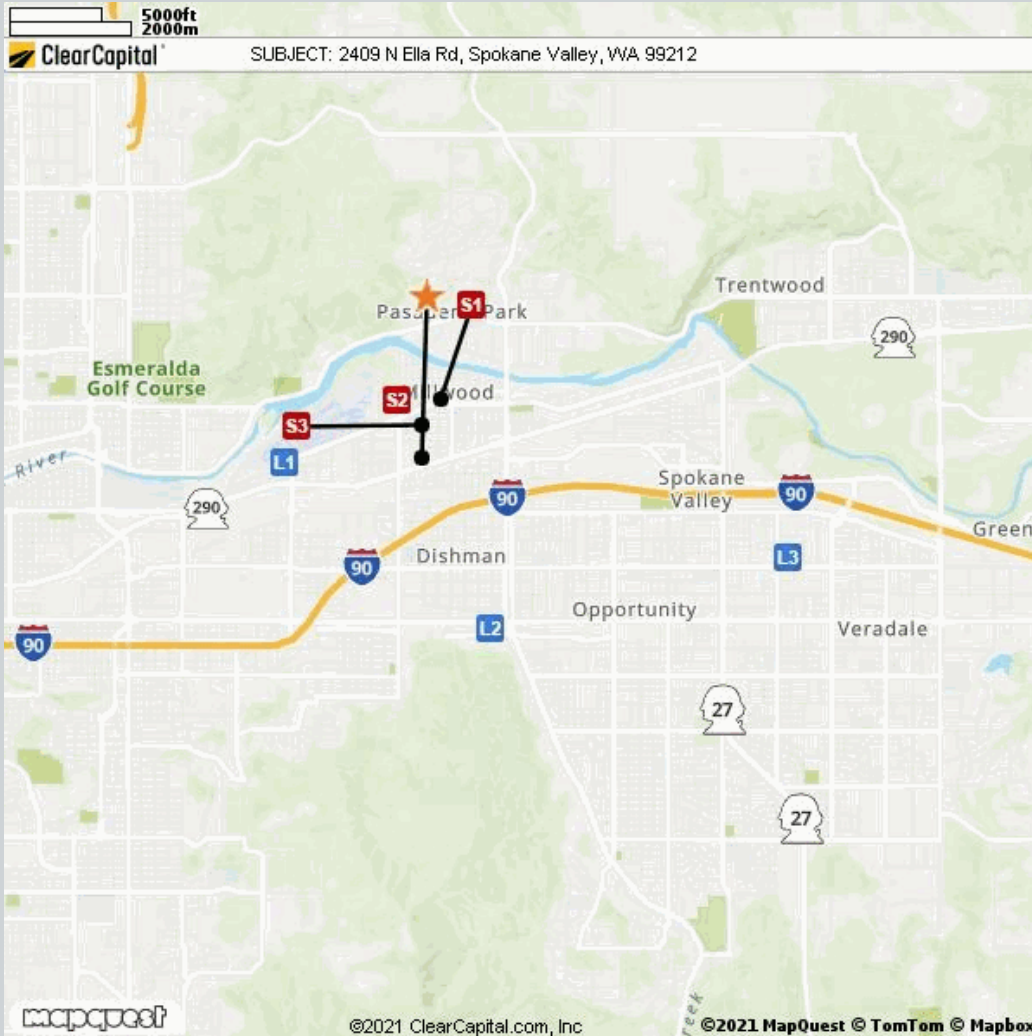 5000ft
2000m
ClearCapital
SUBJECT: 2409 N Ella Rd, Spokane Valley, WA 99212
Trentwood
S1
Park
290
Esmeralda
Golf Course
S2
S3
River
L1
Spokane
Valley
90
90
290
Green
Dishman
90
L3
Opportunity
L2
Veradale
90
27
27
mapquest
©2021 ClearCapital.com, Inc
©2021 MapQuest © TomTom © Mapbox